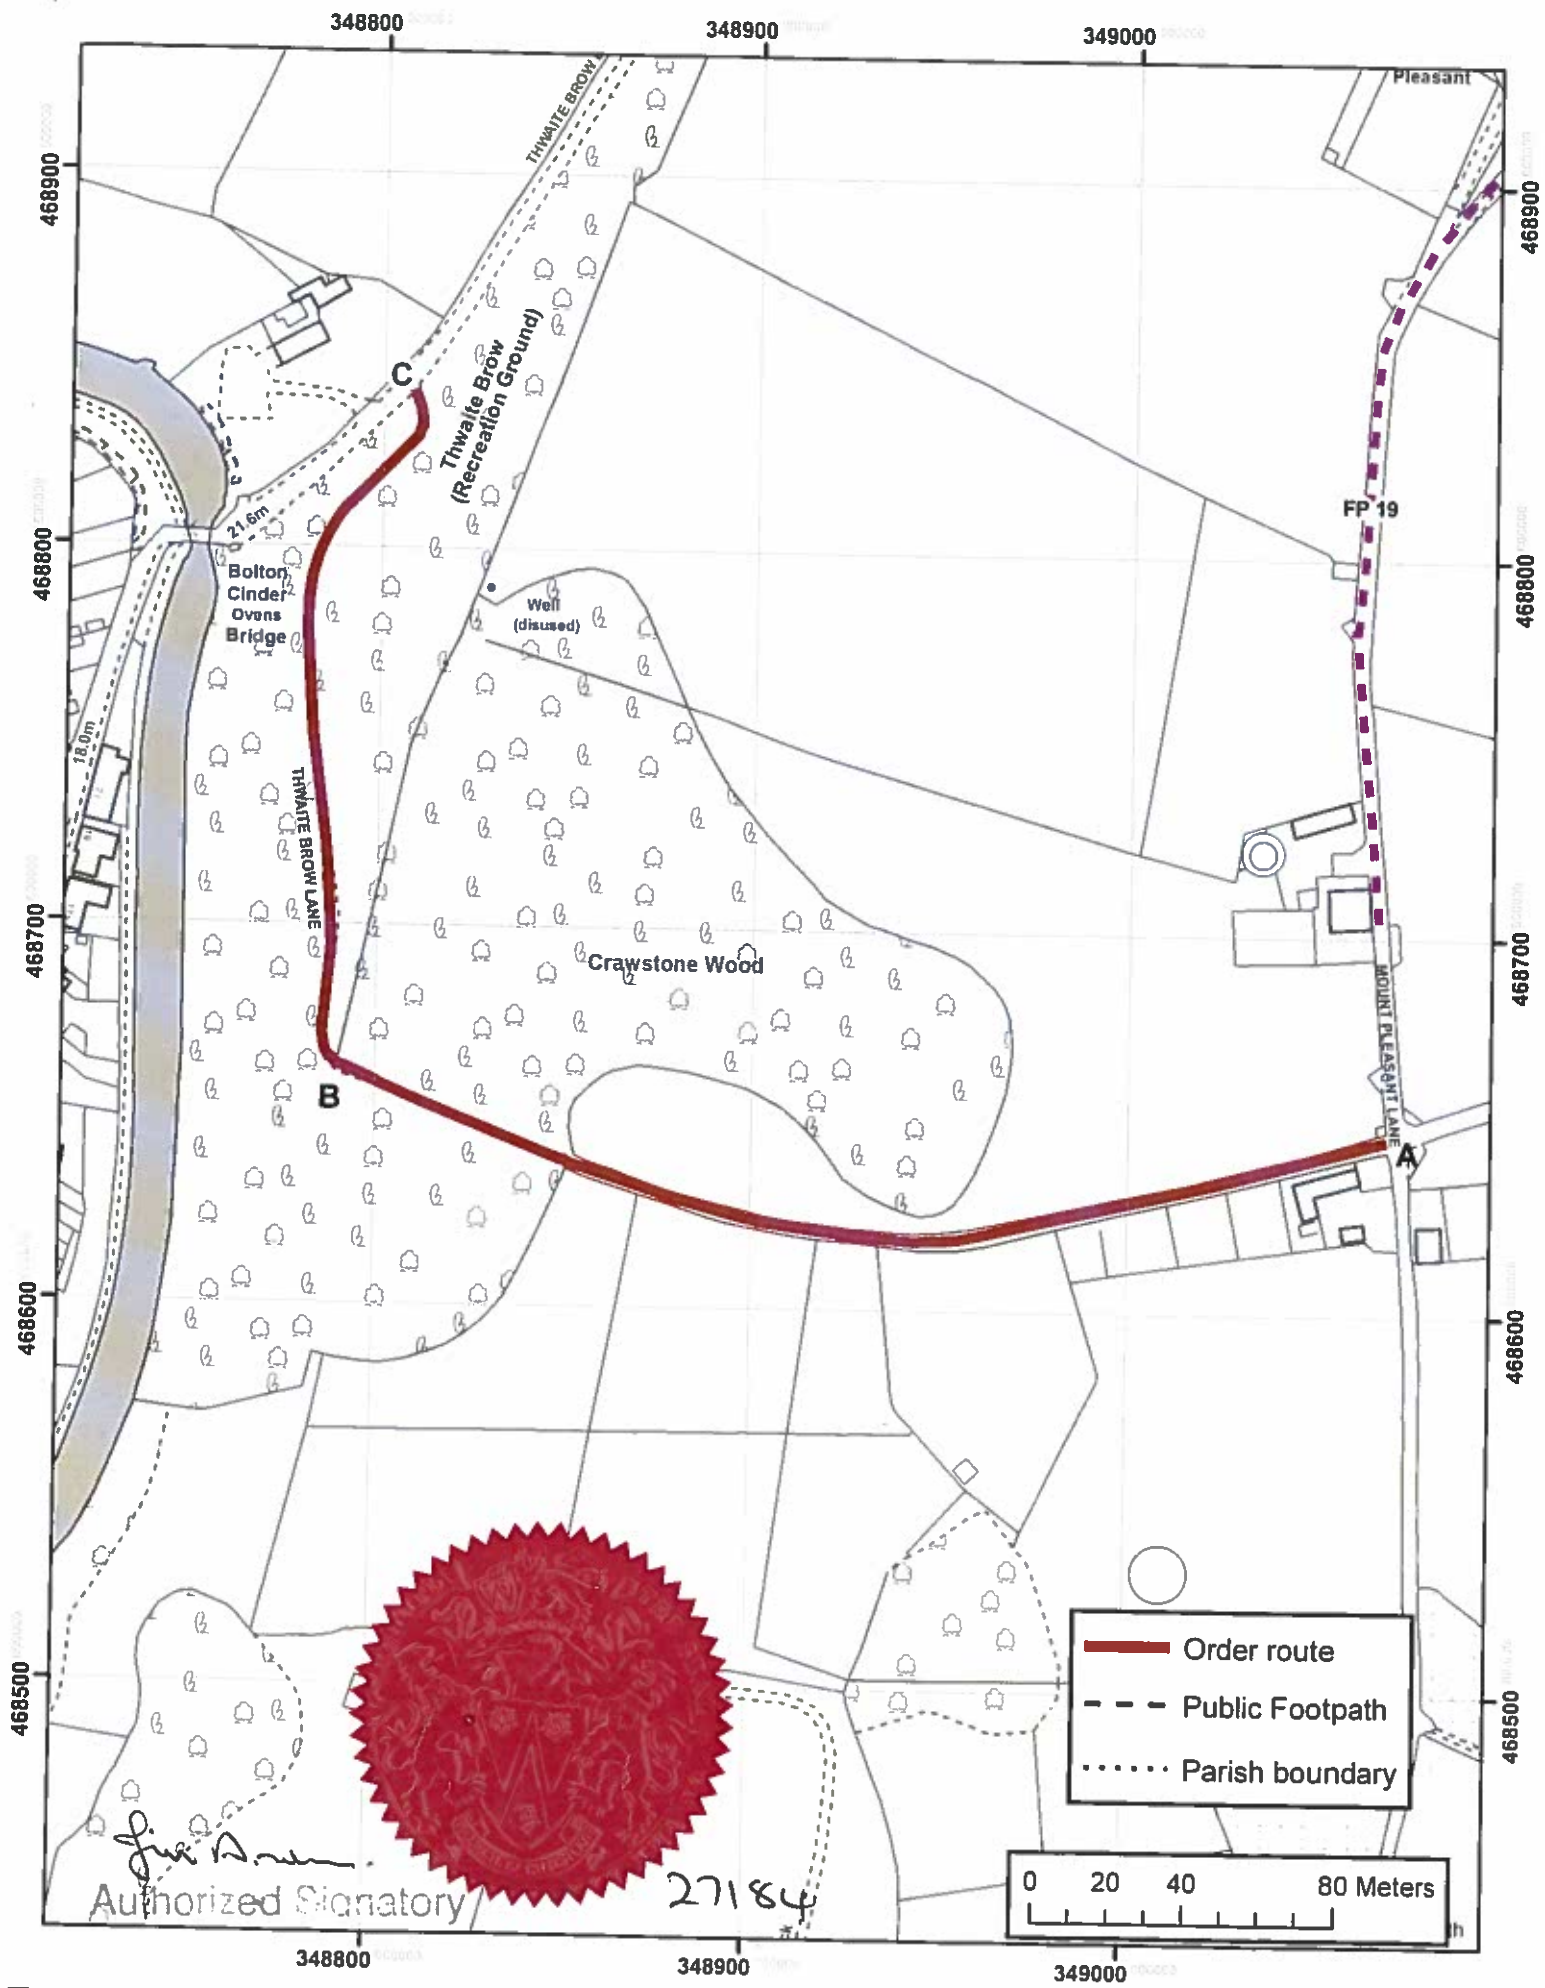 348800
348900
349000
Pleasant
THWAITE BROW
468900
468900
C
Thwaite Brow
(Recreation Ground)
FP 19
21.6m
468800
468800
Bolton
Cinder
Ovens
Bridge
Well
(disused)
18.0m
THWAITE BROW LANE
468700
468700
Crawstone Wood
MOUNT PLEASANT LANE
B
A
468600
468600
Order route
Public Footpath
Parish boundary
468500
468500
0 20 40 80 Meters
Authorized Signatory
27184
348800
348900
349000